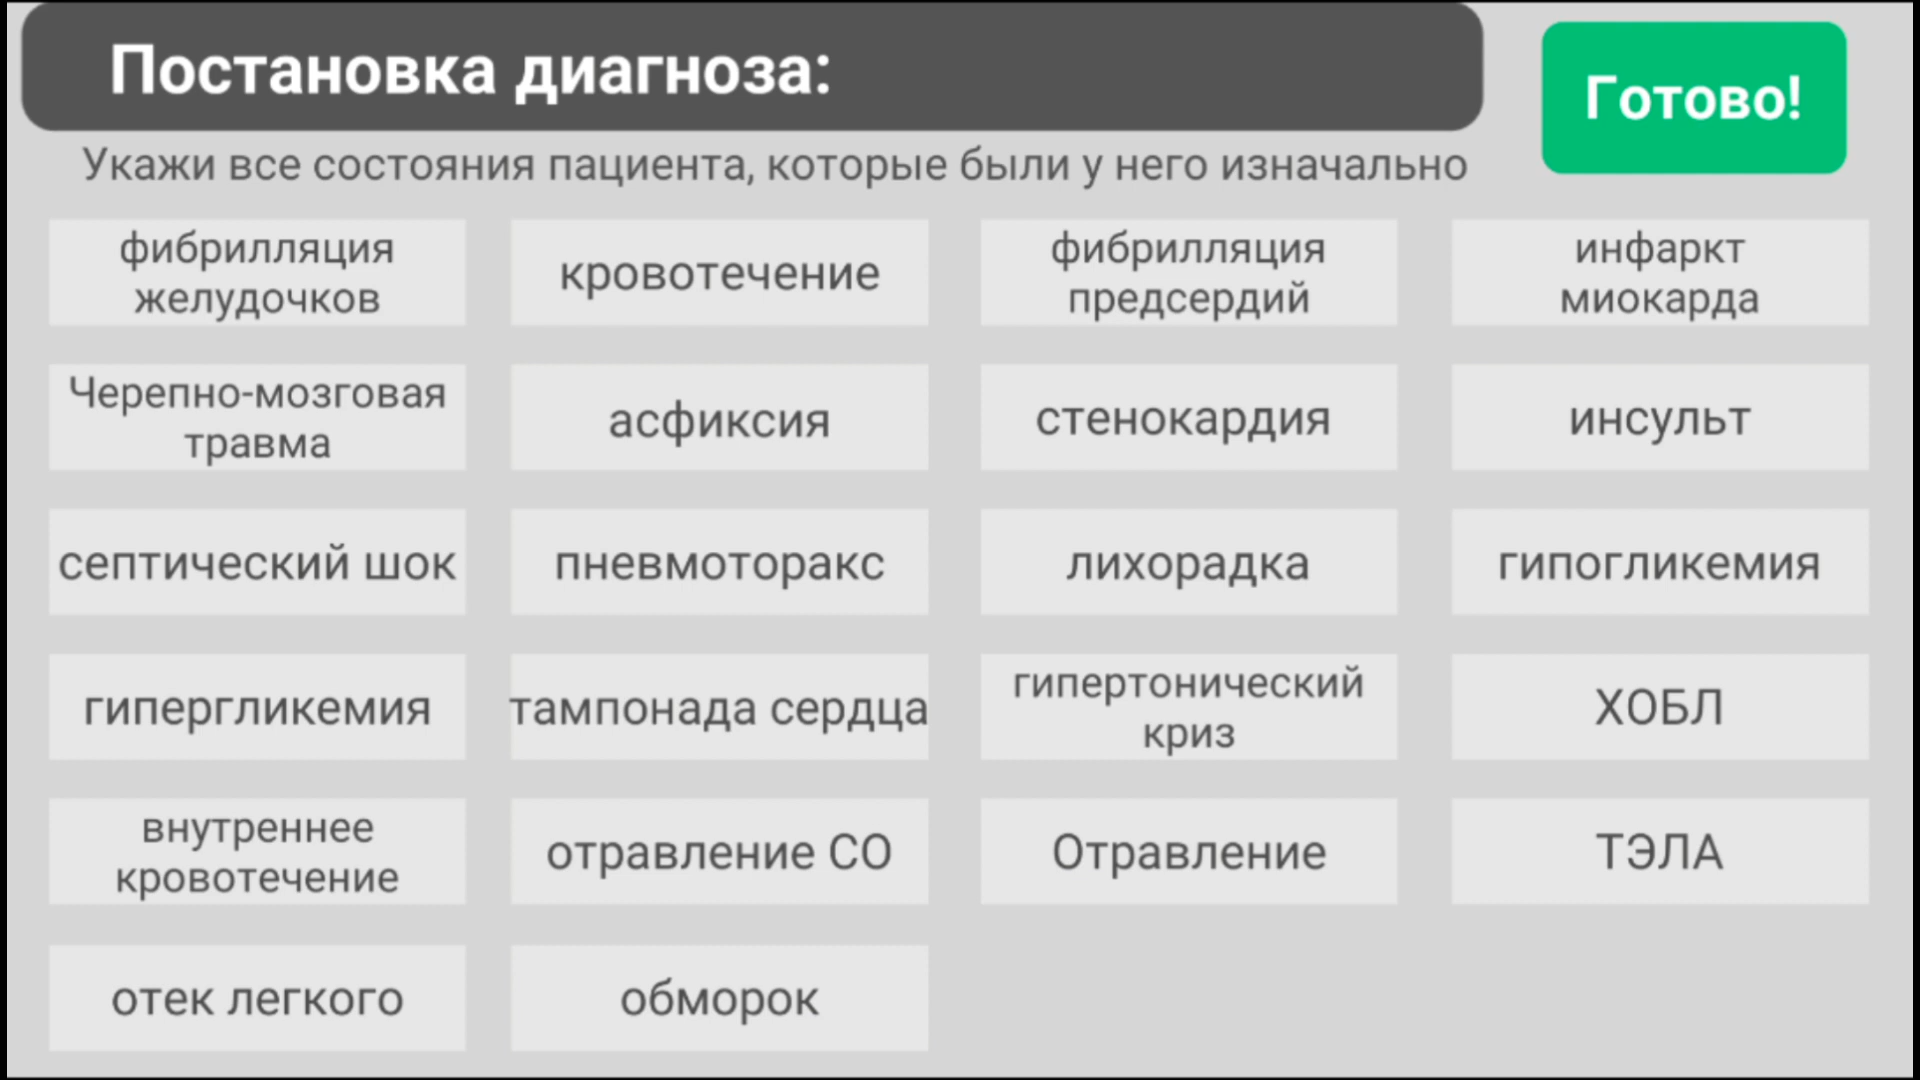 Постановка диагноза:
Готово!
Укажи все состояния пациента, которые были у него изначально
фибрилляция
желудочков
кровотечение
фибрилляция
предсердий
инфаркт
миокарда
Черепно-мозговая
травма
асфиксия
стенокардия
инсульт
септический шок
пневмоторакс
лихорадка
гипогликемия
гипергликемия
тампонада сердца
гипертонический
криз
ХОБЛ
внутреннее
кровотечение
отравление СО
Отравление
ТЭЛА
отек легкого
обморок